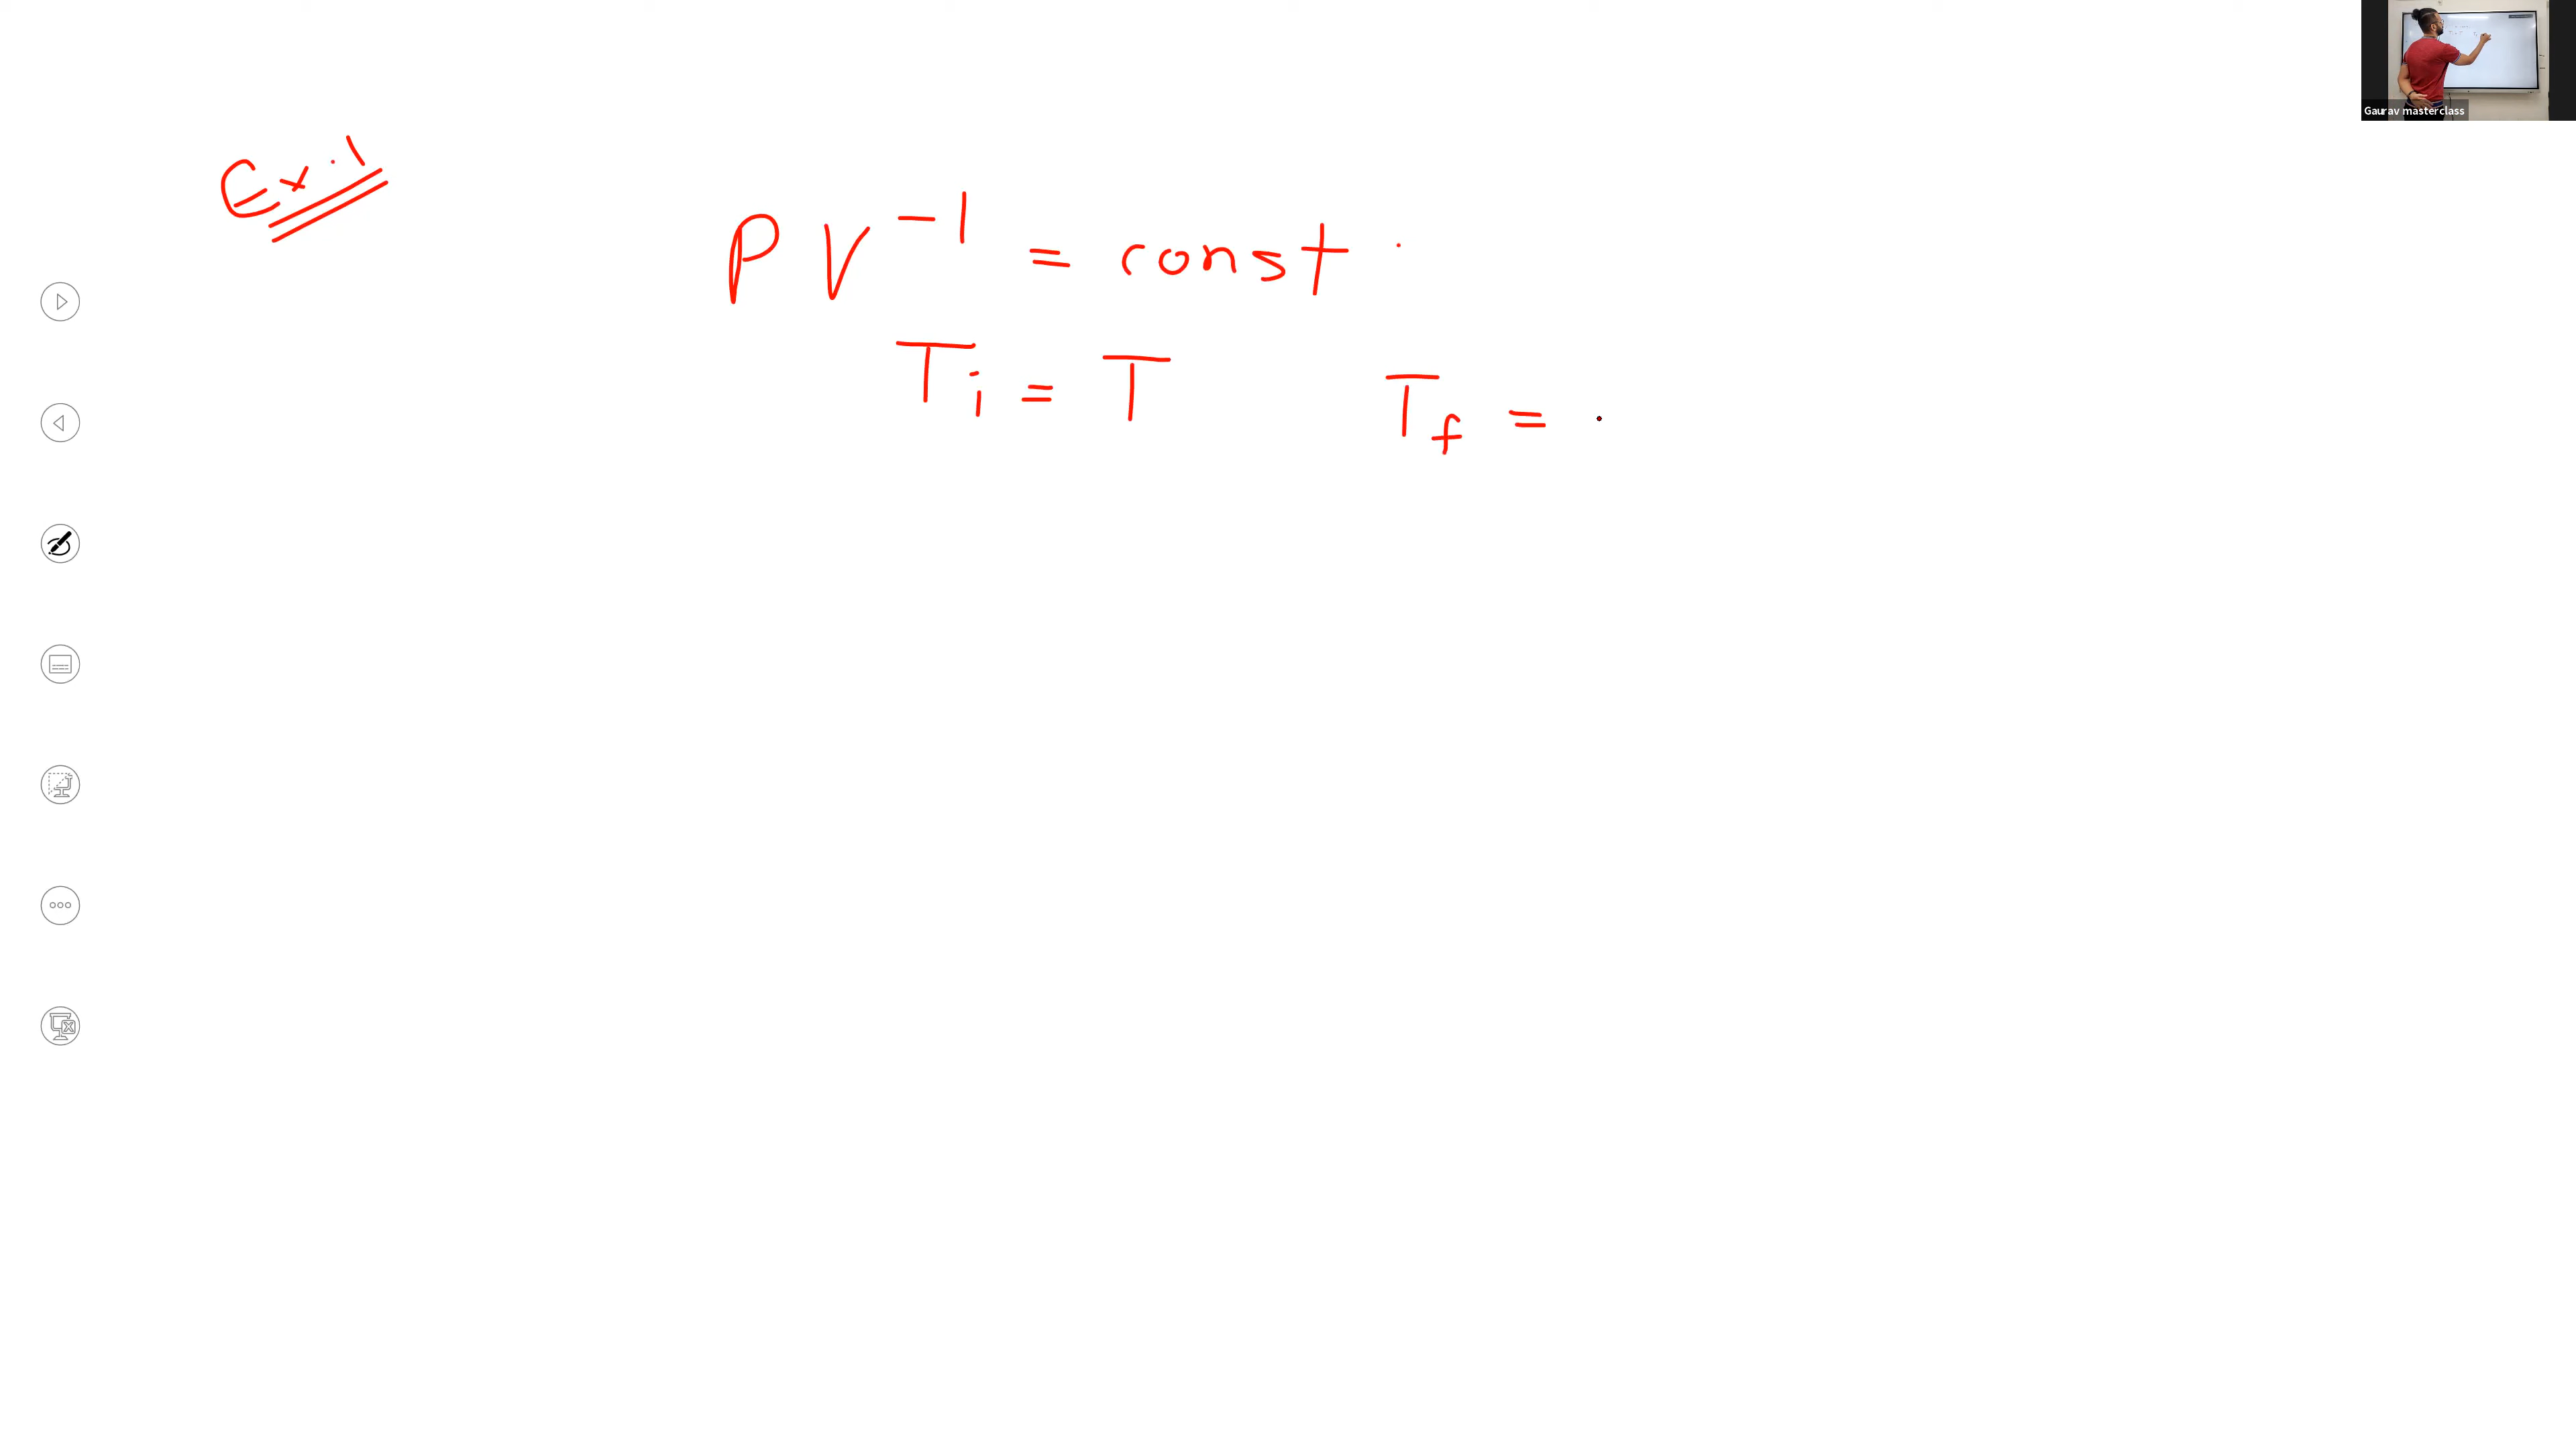 Gaurav masterclass
Ex.1
PV⁻¹ = const.
Tᵢ = T    T_f =